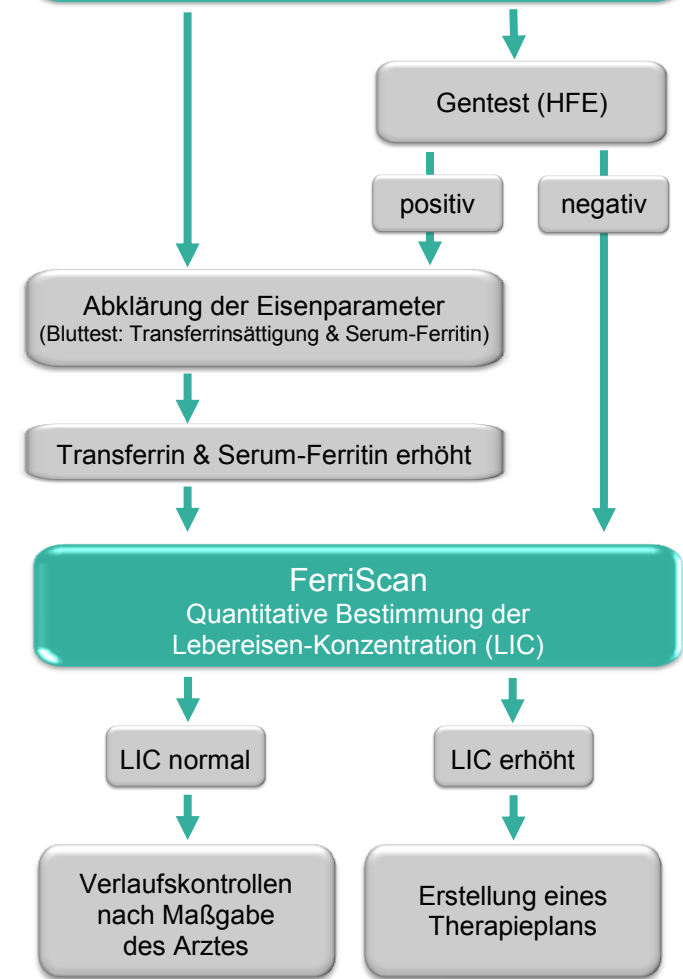 Gentest (HFE)
positiv
negativ
Abklärung der Eisenparameter
(Bluttest: Transferrinsättigung & Serum-Ferritin)
Transferrin & Serum-Ferritin erhöht
FerriScan
Quantitative Bestimmung der
Lebereisen-Konzentration (LIC)
LIC normal
LIC erhöht
Verlaufskontrollen
nach Maßgabe
des Arztes
Erstellung eines
Therapieplans